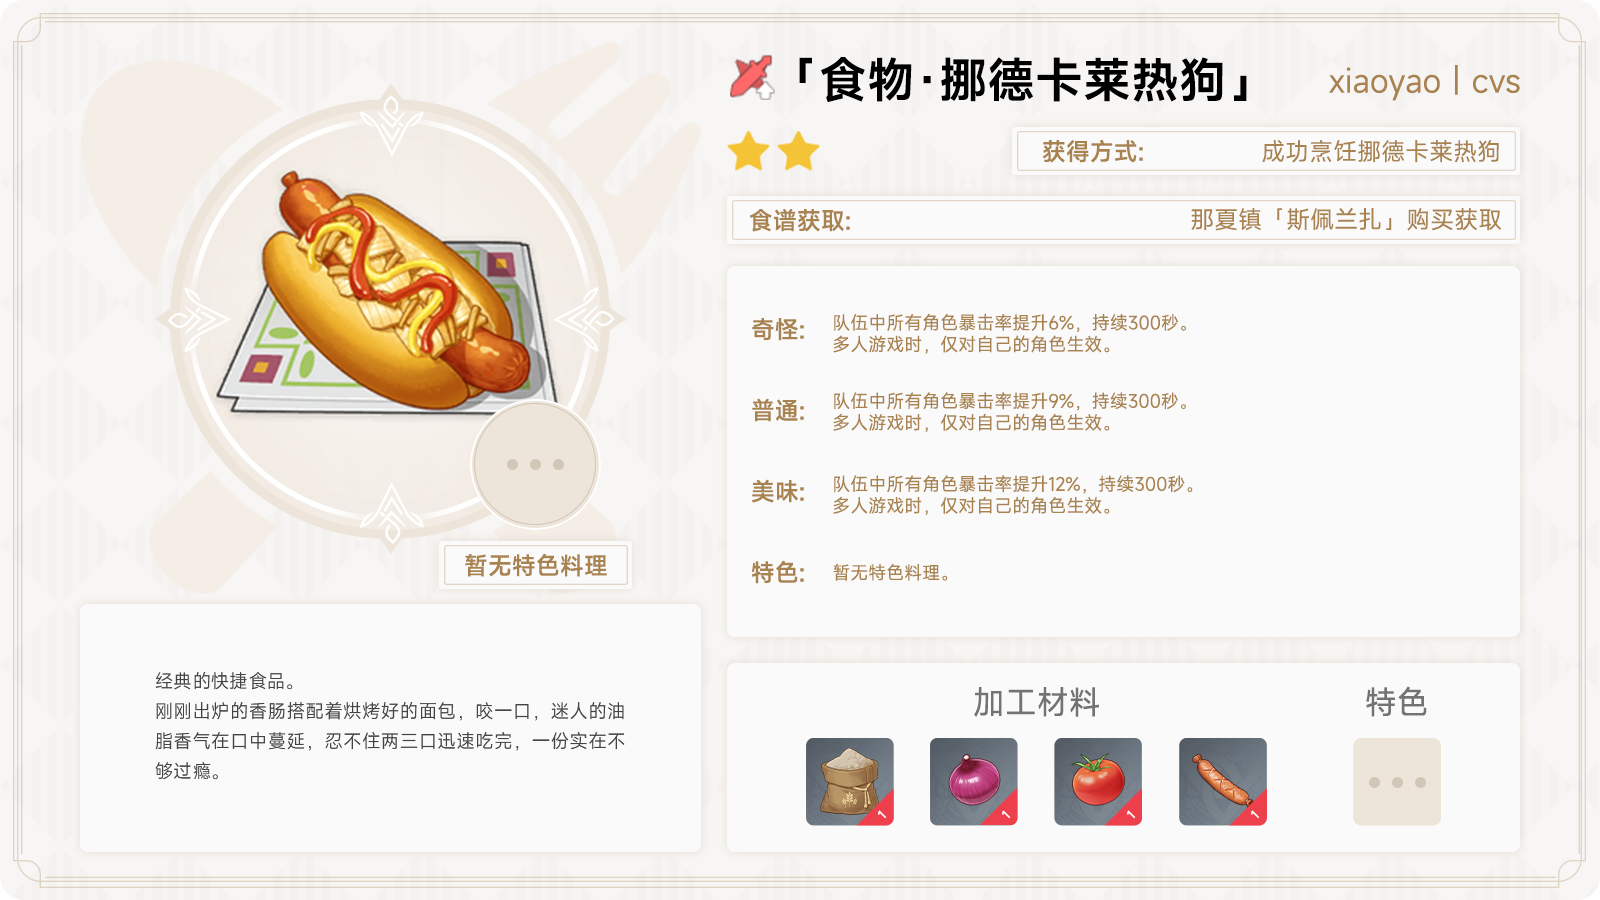 「食物·挪德卡莱热狗」
xiaoyao | cvs
获得方式: 成功烹饪挪德卡莱热狗
食谱获取: 那夏镇「斯佩兰扎」购买获取
奇怪: 队伍中所有角色暴击率提升6%，持续300秒。
多人游戏时，仅对自己的角色生效。
普通: 队伍中所有角色暴击率提升9%，持续300秒。
多人游戏时，仅对自己的角色生效。
美味: 队伍中所有角色暴击率提升12%，持续300秒。
多人游戏时，仅对自己的角色生效。
特色: 暂无特色料理。
暂无特色料理
经典的快捷食品。
刚刚出炉的香肠搭配着烘烤好的面包，咬一口，迷人的油
脂香气在口中蔓延，忍不住两三口迅速吃完，一份实在不
够过瘾。
加工材料
特色
1 1 1 1